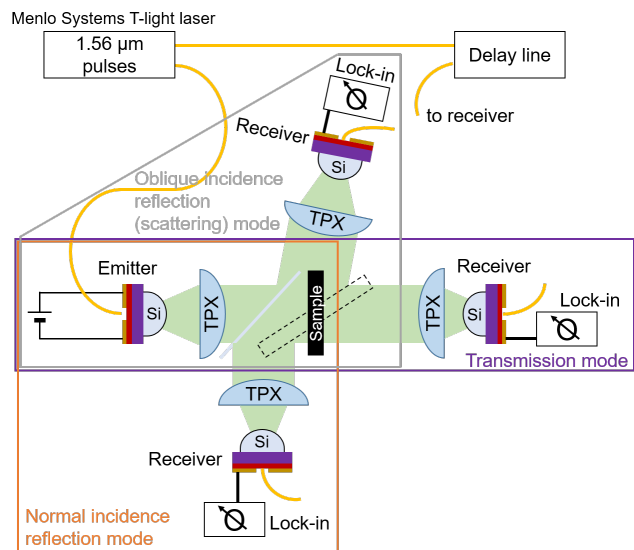 Menlo Systems T-light laser
1.56 µm
pulses
Delay line
Lock-in
to receiver
Receiver
Si
Oblique incidence
reflection
(scattering) mode
TPX
Emitter
Si
TPX
Sample
TPX
Receiver
Si
Lock-in
Transmission mode
TPX
Si
Receiver
Lock-in
Normal incidence
reflection mode